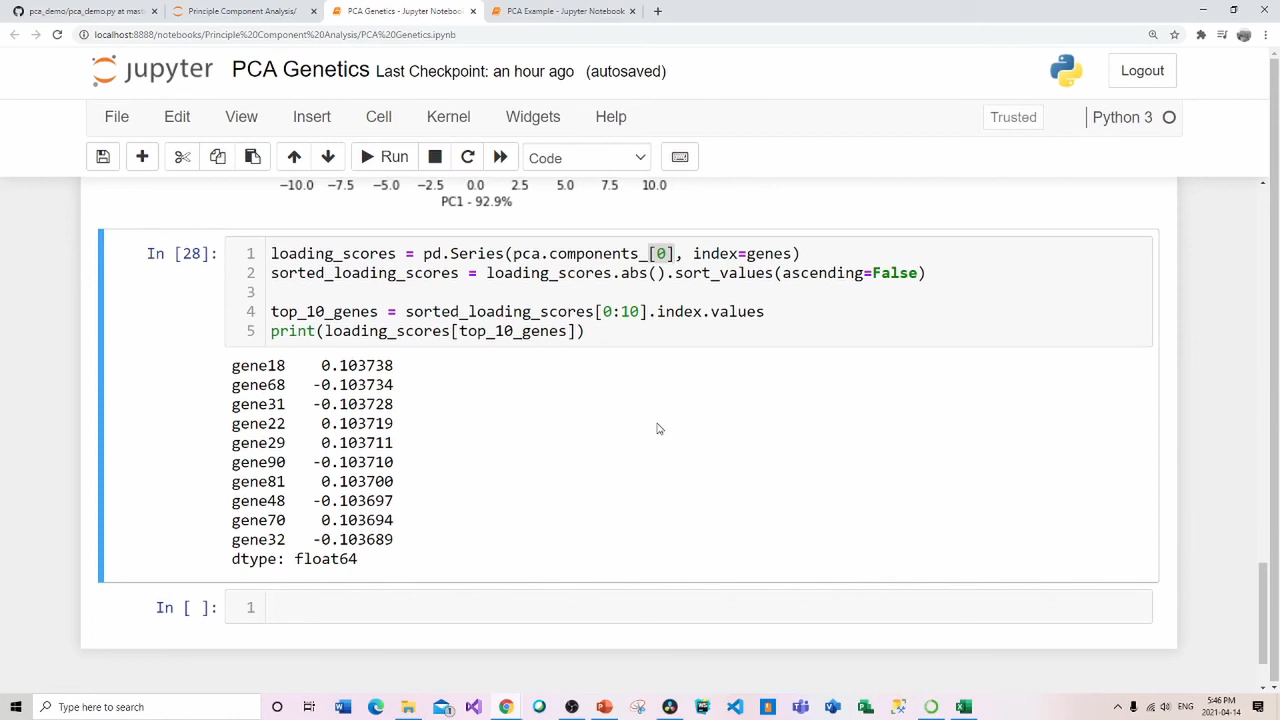 pca_demo/pca_demo.py at mast
Principle Component Analysis/
PCA Genetics - Jupyter Notebook
PCA Example - Jupyter Notebook
localhost:8888/notebooks/Principle%20Component%20Analysis/PCA%20Genetics.ipynb
jupyter PCA Genetics Last Checkpoint: an hour ago (autosaved)
Logout
File Edit View Insert Cell Kernel Widgets Help
Trusted
Python 3
Run
Code
−10.0 −7.5 −5.0 −2.5 0.0 2.5 5.0 7.5 10.0
PC1 - 92.9%
In [28]:
1 loading_scores = pd.Series(pca.components_[0], index=genes)
2 sorted_loading_scores = loading_scores.abs().sort_values(ascending=False)
3
4 top_10_genes = sorted_loading_scores[0:10].index.values
5 print(loading_scores[top_10_genes])
gene18 0.103738
gene68 -0.103734
gene31 -0.103728
gene22 0.103719
gene29 0.103711
gene90 -0.103710
gene81 0.103700
gene48 -0.103697
gene70 0.103694
gene32 -0.103689
dtype: float64
In [ ]: 1
Type here to search
ENG
5:46 PM
2021-04-14